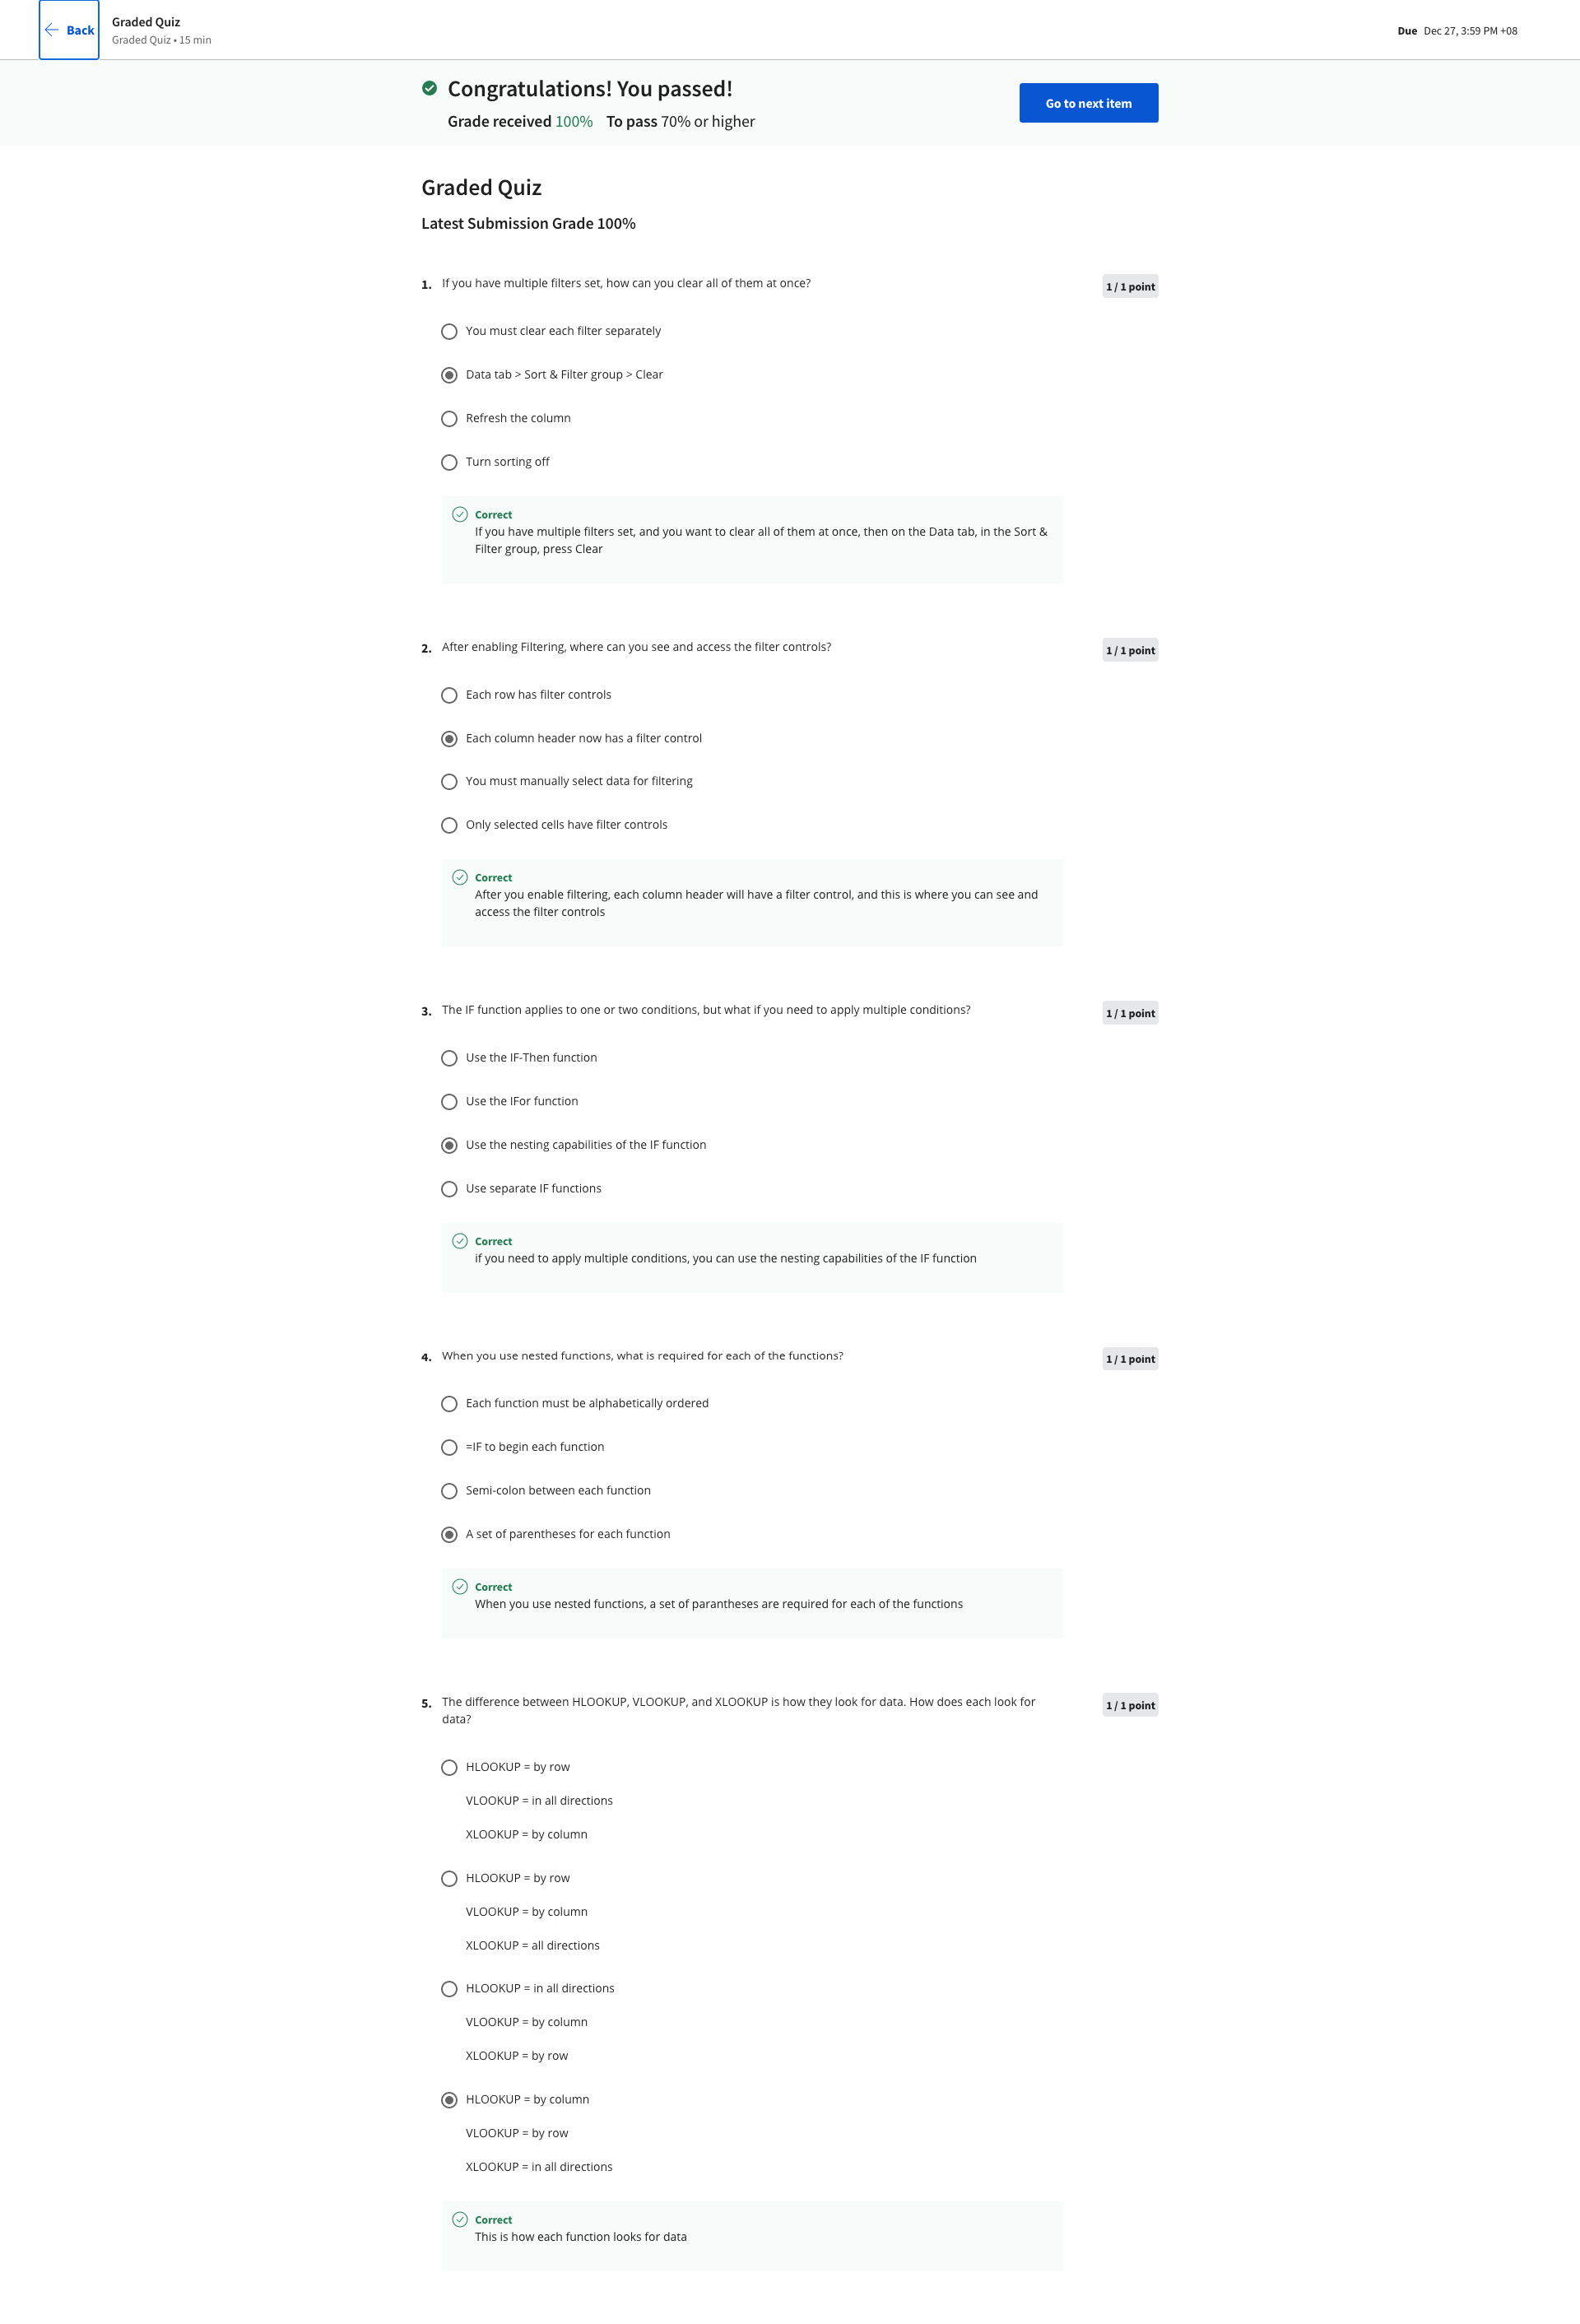 Back
Graded Quiz
Graded Quiz • 15 min
Due Dec 27, 3:59 PM +08
Congratulations! You passed!
Grade received 100% To pass 70% or higher
Go to next item
Graded Quiz
Latest Submission Grade 100%
1. If you have multiple filters set, how can you clear all of them at once?
1 / 1 point
You must clear each filter separately
Data tab > Sort & Filter group > Clear
Refresh the column
Turn sorting off
Correct
If you have multiple filters set, and you want to clear all of them at once, then on the Data tab, in the Sort &
Filter group, press Clear
2. After enabling Filtering, where can you see and access the filter controls?
1 / 1 point
Each row has filter controls
Each column header now has a filter control
You must manually select data for filtering
Only selected cells have filter controls
Correct
After you enable filtering, each column header will have a filter control, and this is where you can see and
access the filter controls
3. The IF function applies to one or two conditions, but what if you need to apply multiple conditions?
1 / 1 point
Use the IF-Then function
Use the IFor function
Use the nesting capabilities of the IF function
Use separate IF functions
Correct
if you need to apply multiple conditions, you can use the nesting capabilities of the IF function
4. When you use nested functions, what is required for each of the functions?
1 / 1 point
Each function must be alphabetically ordered
=IF to begin each function
Semi-colon between each function
A set of parentheses for each function
Correct
When you use nested functions, a set of parantheses are required for each of the functions
5. The difference between HLOOKUP, VLOOKUP, and XLOOKUP is how they look for data. How does each look for
data?
1 / 1 point
HLOOKUP = by row
VLOOKUP = in all directions
XLOOKUP = by column
HLOOKUP = by row
VLOOKUP = by column
XLOOKUP = all directions
HLOOKUP = in all directions
VLOOKUP = by column
XLOOKUP = by row
HLOOKUP = by column
VLOOKUP = by row
XLOOKUP = in all directions
Correct
This is how each function looks for data